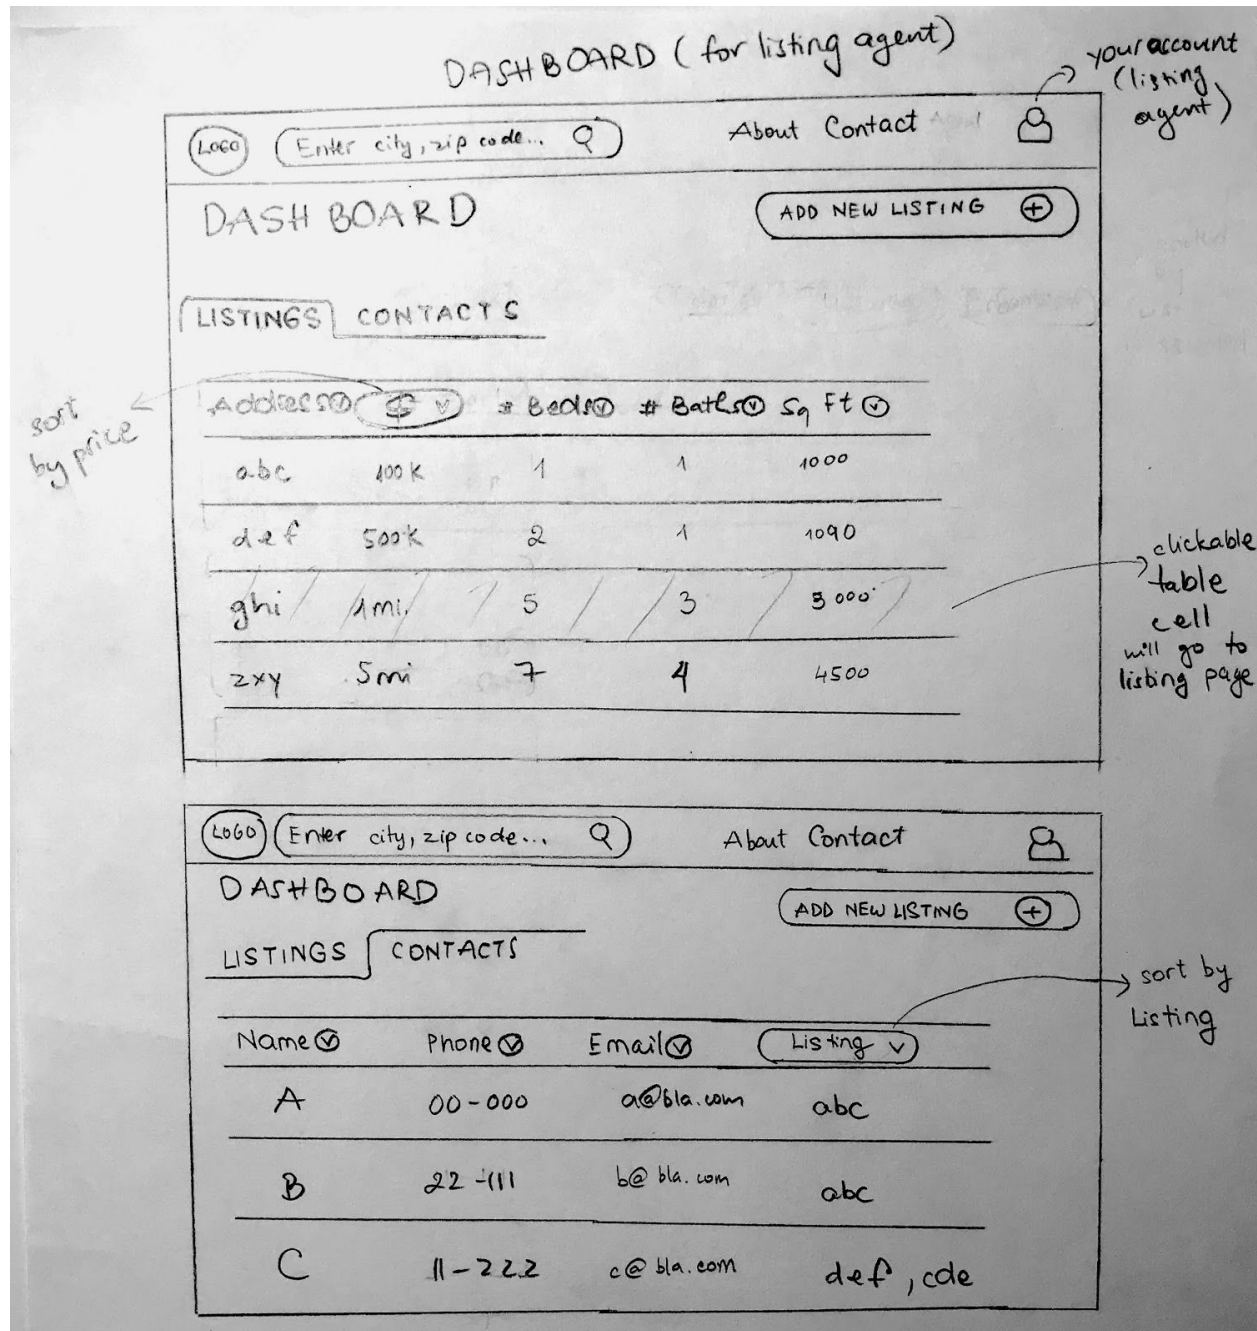 DASHBOARD (for listing agent)
your account
(listing
agent)
LOGO Enter city, zip code... About Contact
DASHBOARD ADD NEW LISTING
LISTINGS CONTACTS
sort
by price
Address $ # Beds # Baths Sq Ft
abc 100K 1 1 1000
def 500K 2 1 1090
ghi 1mi. 5 3 3000
zxy 5mi 7 4 4500
clickable
table
cell
will go to
listing page
LOGO Enter city, zip code... About Contact
DASHBOARD ADD NEW LISTING
LISTINGS CONTACTS
sort by
Listing
Name Phone Email Listing
A 00-000 a@bla.com abc
B 22-111 b@bla.com abc
C 11-222 c@bla.com def, cde